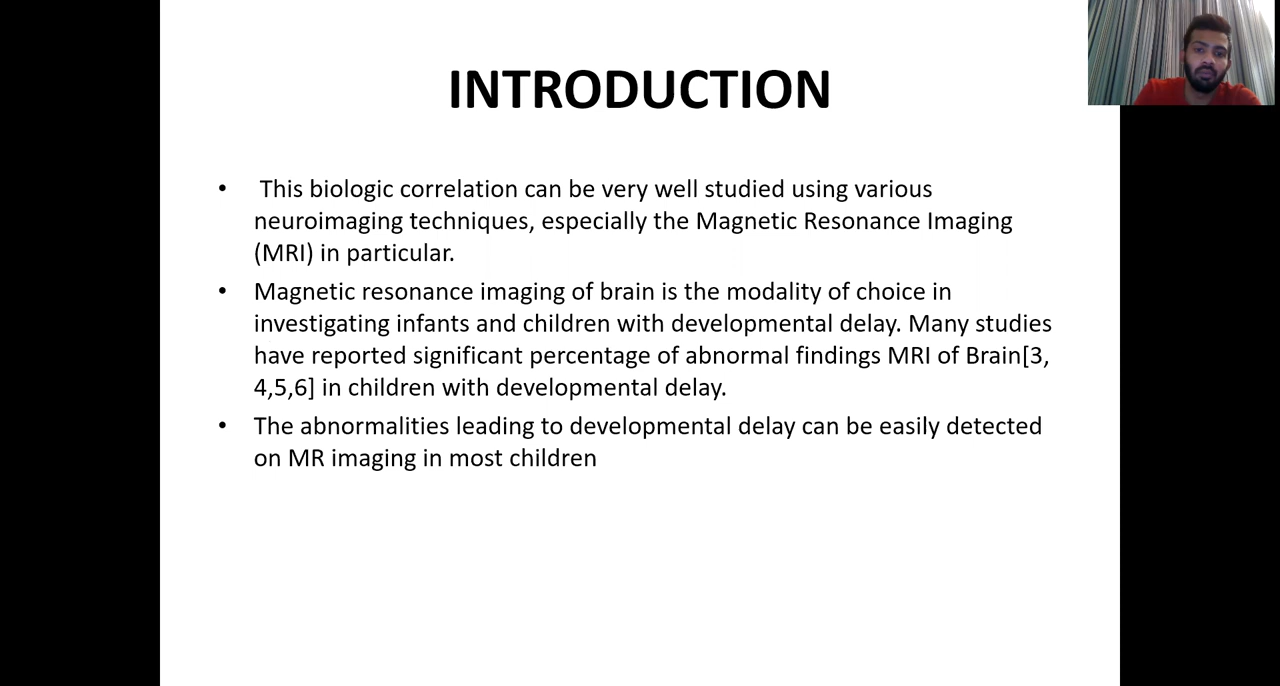 INTRODUCTION
• This biologic correlation can be very well studied using various
neuroimaging techniques, especially the Magnetic Resonance Imaging
(MRI) in particular.
• Magnetic resonance imaging of brain is the modality of choice in
investigating infants and children with developmental delay. Many studies
have reported significant percentage of abnormal findings MRI of Brain[3,
4,5,6] in children with developmental delay.
• The abnormalities leading to developmental delay can be easily detected
on MR imaging in most children